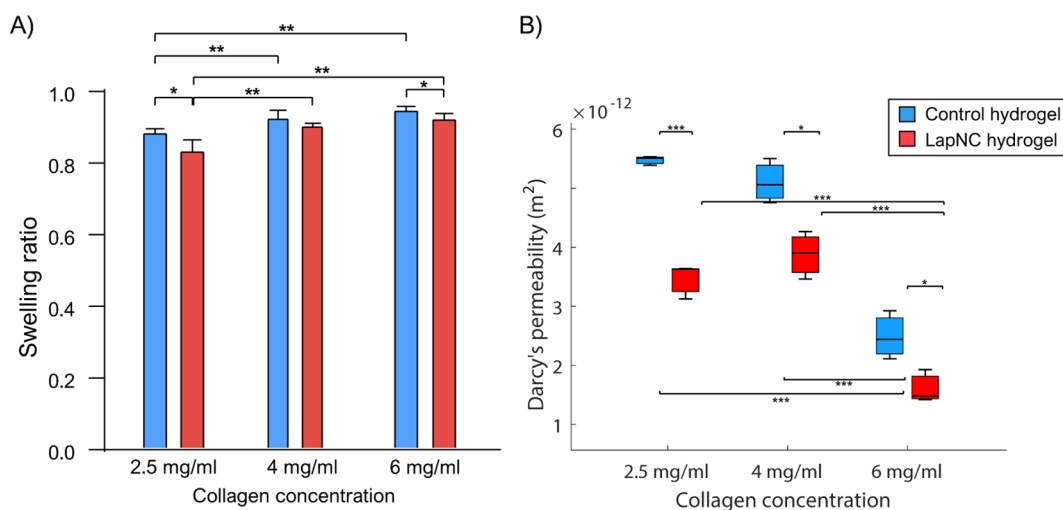 A)
**
**
**
*
**
*
1.0
0.8
0.6
0.4
0.2
0.0
Swelling ratio
2.5 mg/ml 4 mg/ml 6 mg/ml
Collagen concentration
B)
×10⁻¹²
Control hydrogel
LapNC hydrogel
***
*
***
***
*
***
***
6
4
3
2
1
Darcy's permeability (m²)
2.5 mg/ml 4 mg/ml 6 mg/ml
Collagen concentration